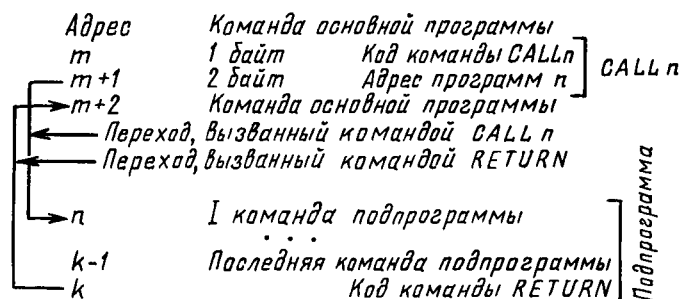 Адрес Команда основной программы
m 1 байт Код команды CALLn
m+1 2 байт Адрес программ n
CALL n
m+2 Команда основной программы
Переход, вызванный командой CALL n
Переход, вызванный командой RETURN
n I команда подпрограммы
. . .
k-1 Последняя команда подпрограммы
k Код команды RETURN
Подпрограмма